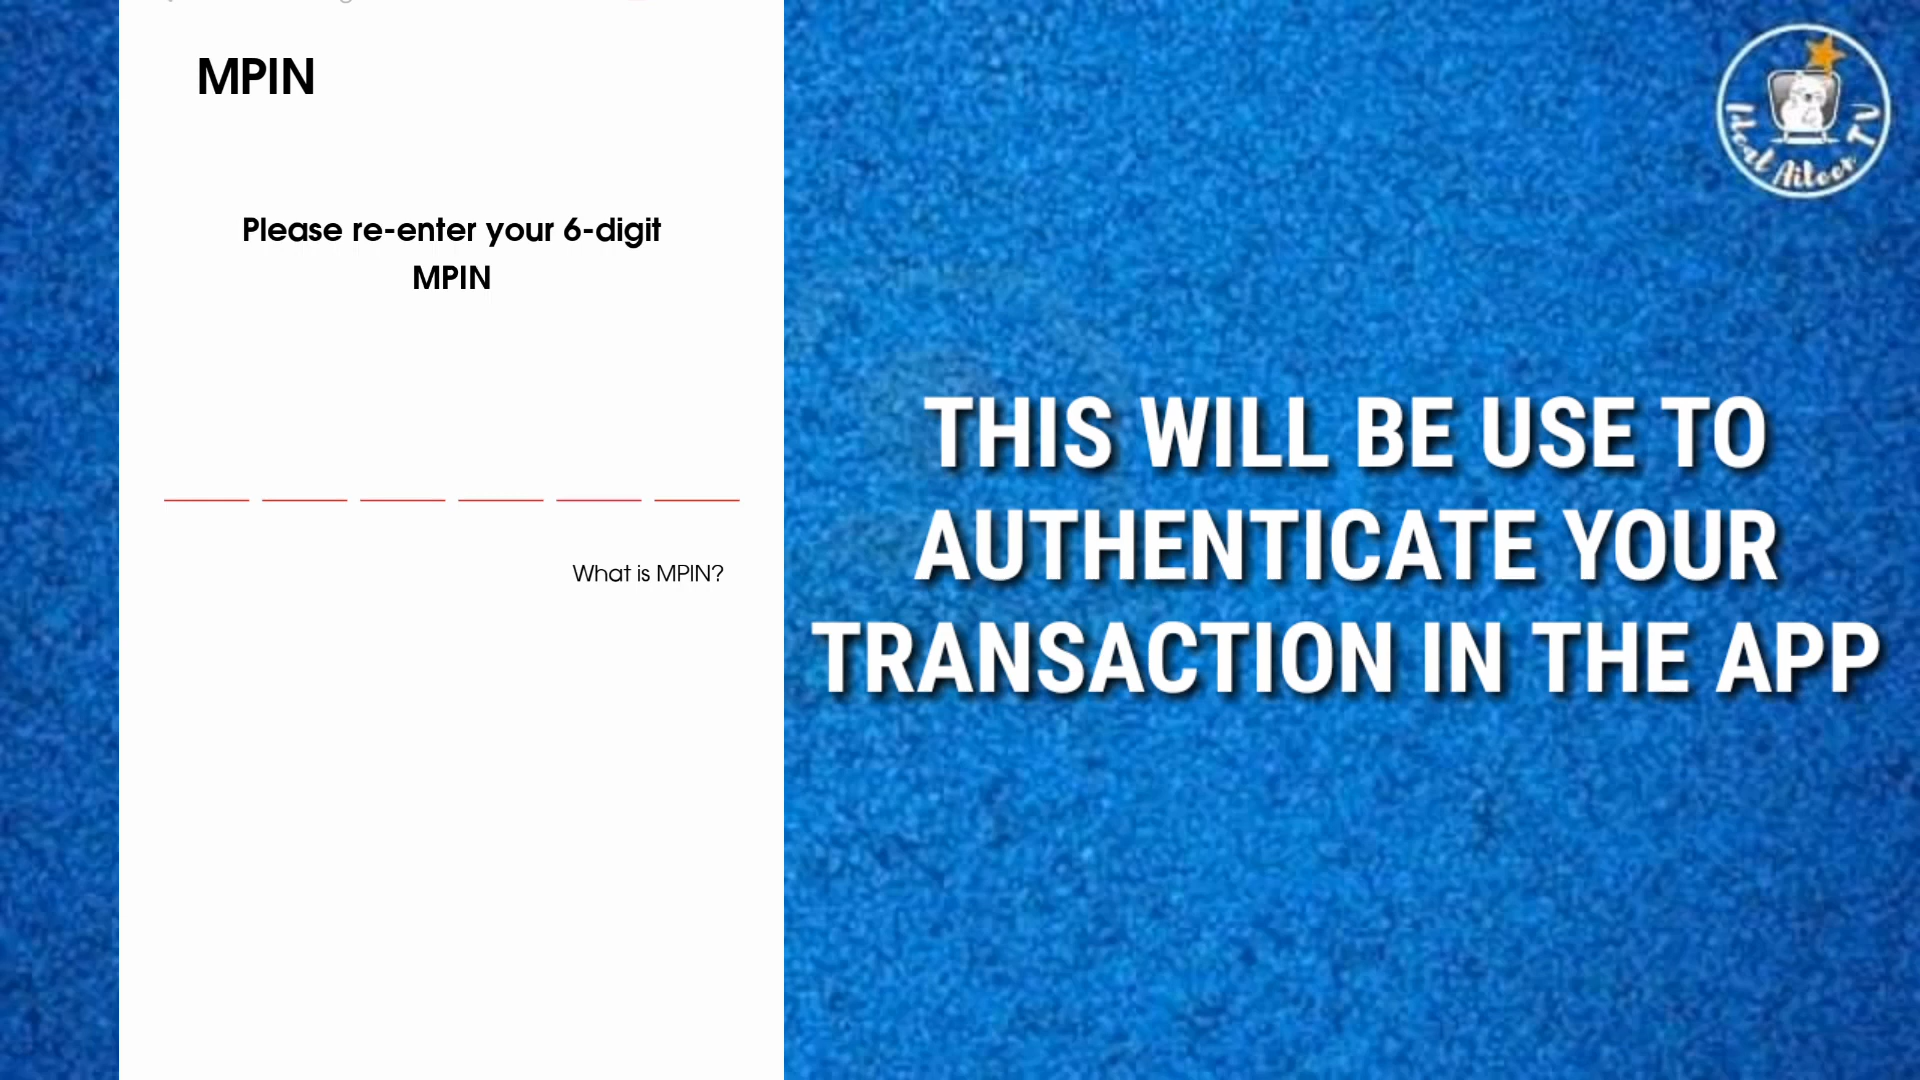 MPIN
Please re-enter your 6-digit
MPIN
What is MPIN?
THIS WILL BE USE TO
AUTHENTICATE YOUR
TRANSACTION IN THE APP